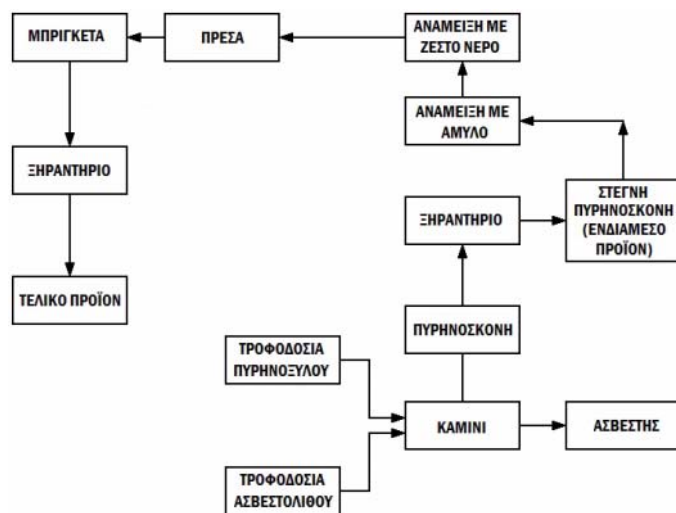 ΜΠΡΙΓΚΕΤΑ
ΠΡΕΣΑ
ΑΝΑΜΕΙΞΗ ΜΕ
ΖΕΣΤΟ ΝΕΡΟ
ΑΝΑΜΕΙΞΗ ΜΕ
ΑΜΥΛΟ
ΞΗΡΑΝΤΗΡΙΟ
ΞΗΡΑΝΤΗΡΙΟ
ΣΤΕΓΝΗ
ΠΥΡΗΝΟΣΚΟΝΗ
(ΕΝΔΙΑΜΕΣΟ
ΠΡΟΪΟΝ)
ΤΕΛΙΚΟ ΠΡΟΪΟΝ
ΠΥΡΗΝΟΣΚΟΝΗ
ΤΡΟΦΟΔΟΣΙΑ
ΠΥΡΗΝΟΞΥΛΟΥ
ΚΑΜΙΝΙ
ΑΣΒΕΣΤΗΣ
ΤΡΟΦΟΔΟΣΙΑ
ΑΣΒΕΣΤΟΛΙΘΟΥ